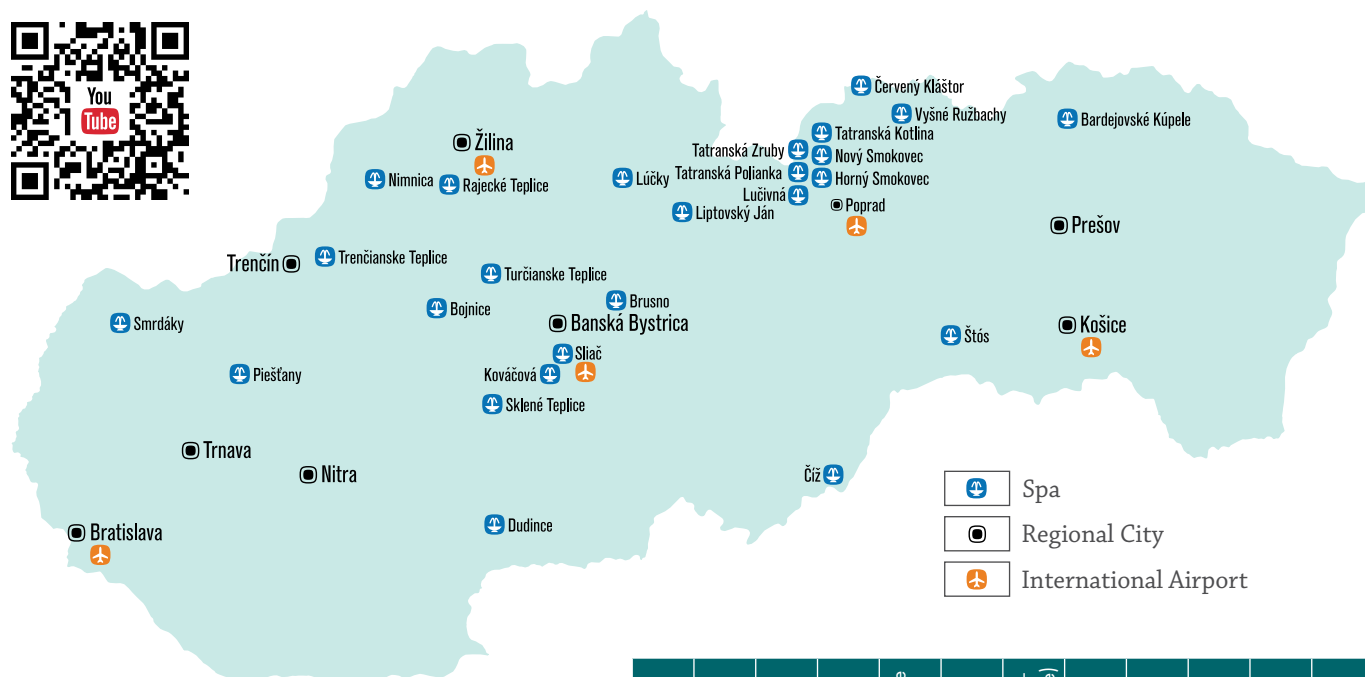 You
Tube
Červený Kláštor
Vyšné Ružbachy
Bardejovské Kúpele
Tatranská Kotlina
Žilina
Tatranská Zruby
Nový Smokovec
Tatranská Polianka
Horný Smokovec
Nimnica
Rajecké Teplice
Lúčky
Lučivná
Poprad
Liptovský Ján
Prešov
Trenčín
Trenčianske Teplice
Turčianske Teplice
Brusno
Bojnice
Banská Bystrica
Smrdáky
Košice
Štós
Sliač
Kováčová
Piešťany
Sklené Teplice
Trnava
Nitra
Číž
Spa
Dudince
Bratislava
Regional City
International Airport